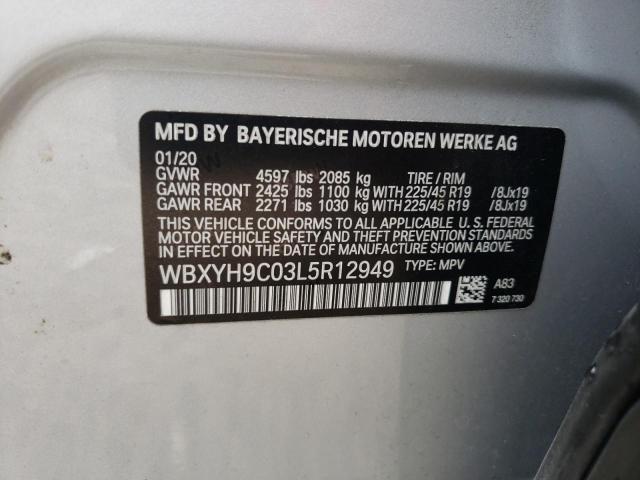 MFD BY BAYERISCHE MOTOREN WERKE AG
01/20
GVWR 4597 lbs 2085 kg TIRE / RIM
GAWR FRONT 2425 lbs 1100 kg WITH 225/45 R19 /8Jx19
GAWR REAR 2271 lbs 1030 kg WITH 225/45 R19 /8Jx19
THIS VEHICLE CONFORMS TO ALL APPLICABLE U. S. FEDERAL
MOTOR VEHICLE SAFETY, BUMPER, AND THEFT PREVENTION
STANDARDS IN EFFECT ON THE DATE OF MANUFACTURE SHOWN ABOVE.
WBXYH9C03L5R12949 TYPE: MPV
A83
7 320 730